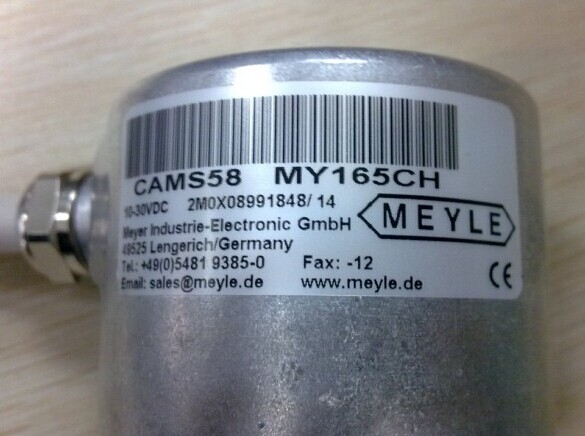 CAMS58 MY165CH
10-30VDC 2M0X08991848/ 14
Meyer Industrie-Electronic GmbH
MEYLE
49525 Lengerich/Germany
Tel.: +49(0)5481 9385-0 Fax: -12
Email: sales@meyle.de www.meyle.de
CE